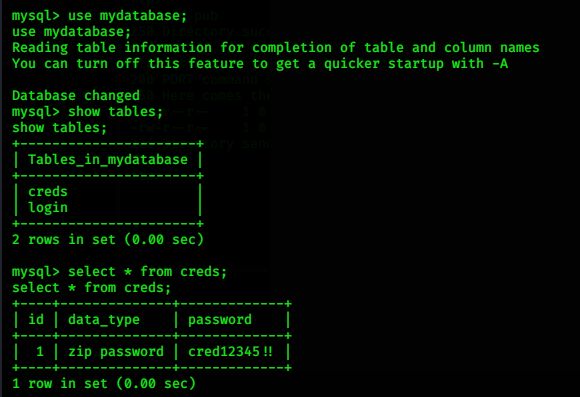 mysql> use mydatabase;
use mydatabase;
Reading table information for completion of table and column names
You can turn off this feature to get a quicker startup with -A

Database changed
mysql> show tables;
show tables;
+----------------------+
| Tables_in_mydatabase |
+----------------------+
| creds                |
| login                |
+----------------------+
2 rows in set (0.00 sec)

mysql> select * from creds;
select * from creds;
+----+--------------+-------------+
| id | data_type    | password    |
+----+--------------+-------------+
|  1 | zip password | cred12345!! |
+----+--------------+-------------+
1 row in set (0.00 sec)